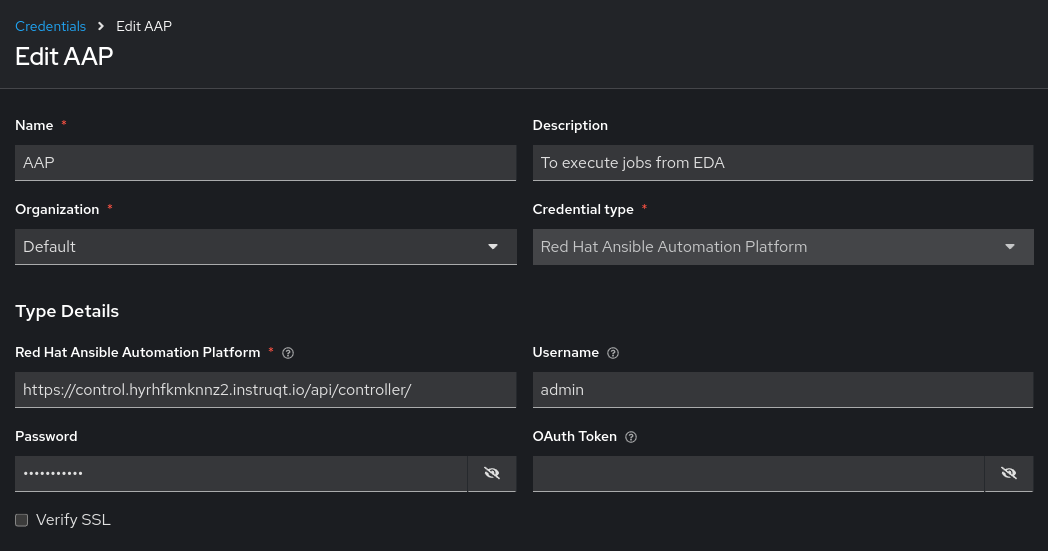 Credentials > Edit AAP
Edit AAP
Name *
Description
AAP
To execute jobs from EDA
Organization *
Credential type *
Default
Red Hat Ansible Automation Platform
Type Details
Red Hat Ansible Automation Platform *
Username
https://control.hyrhfkmknnz2.instruqt.io/api/controller/
admin
Password
OAuth Token
•••••••••••
Verify SSL